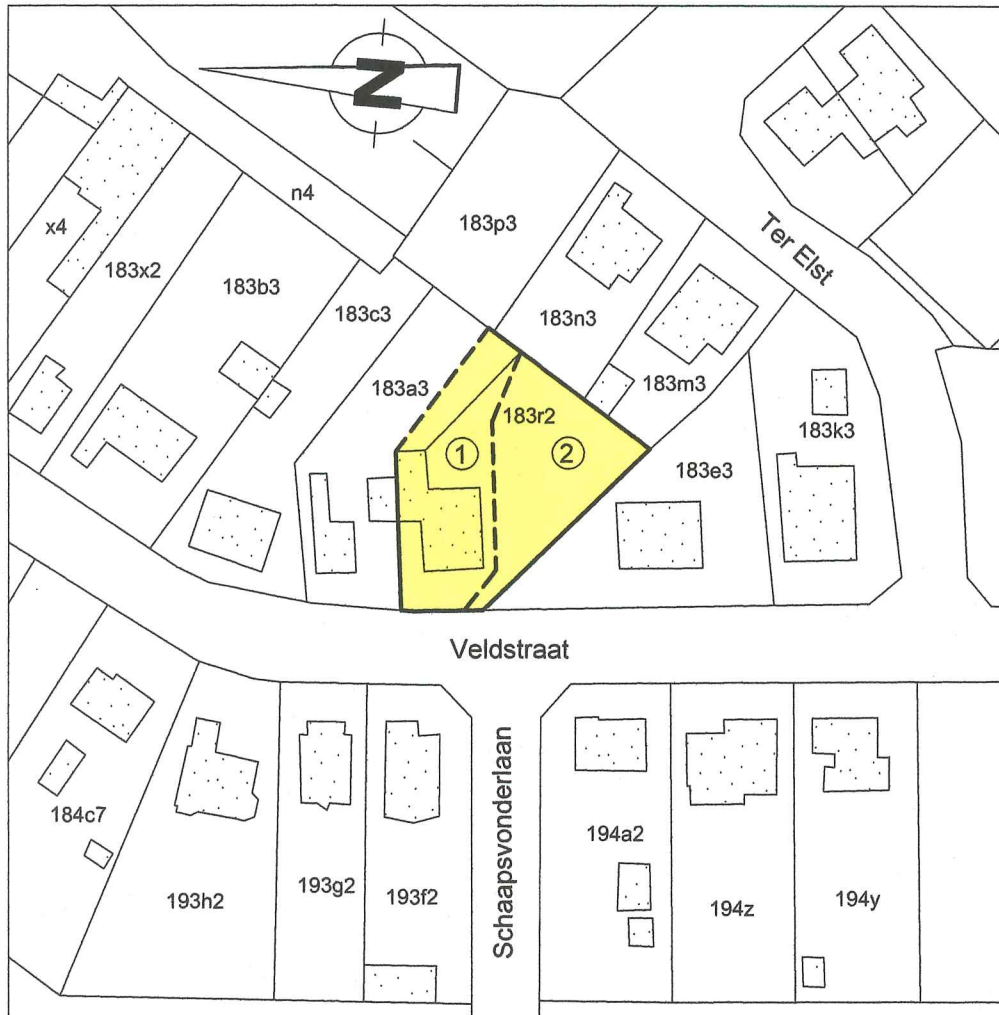 N
n4
183p3
x4
183x2
183b3
183c3
183n3
Ter Elst
183a3
183m3
183r2
183k3
1
2
183e3
Veldstraat
Schaapsvonderlaan
184c7
193h2
193g2
193f2
194a2
194z
194y